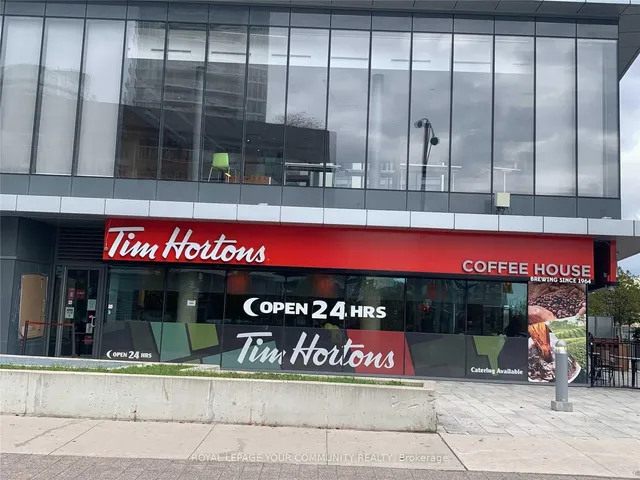 Tim Hortons
COFFEE HOUSE
BREWING SINCE 1964
OPEN 24 HRS
Tim Hortons
OPEN 24 HRS
Catering Available
ROYAL LEPAGE YOUR COMMUNITY REALTY, Brokerage